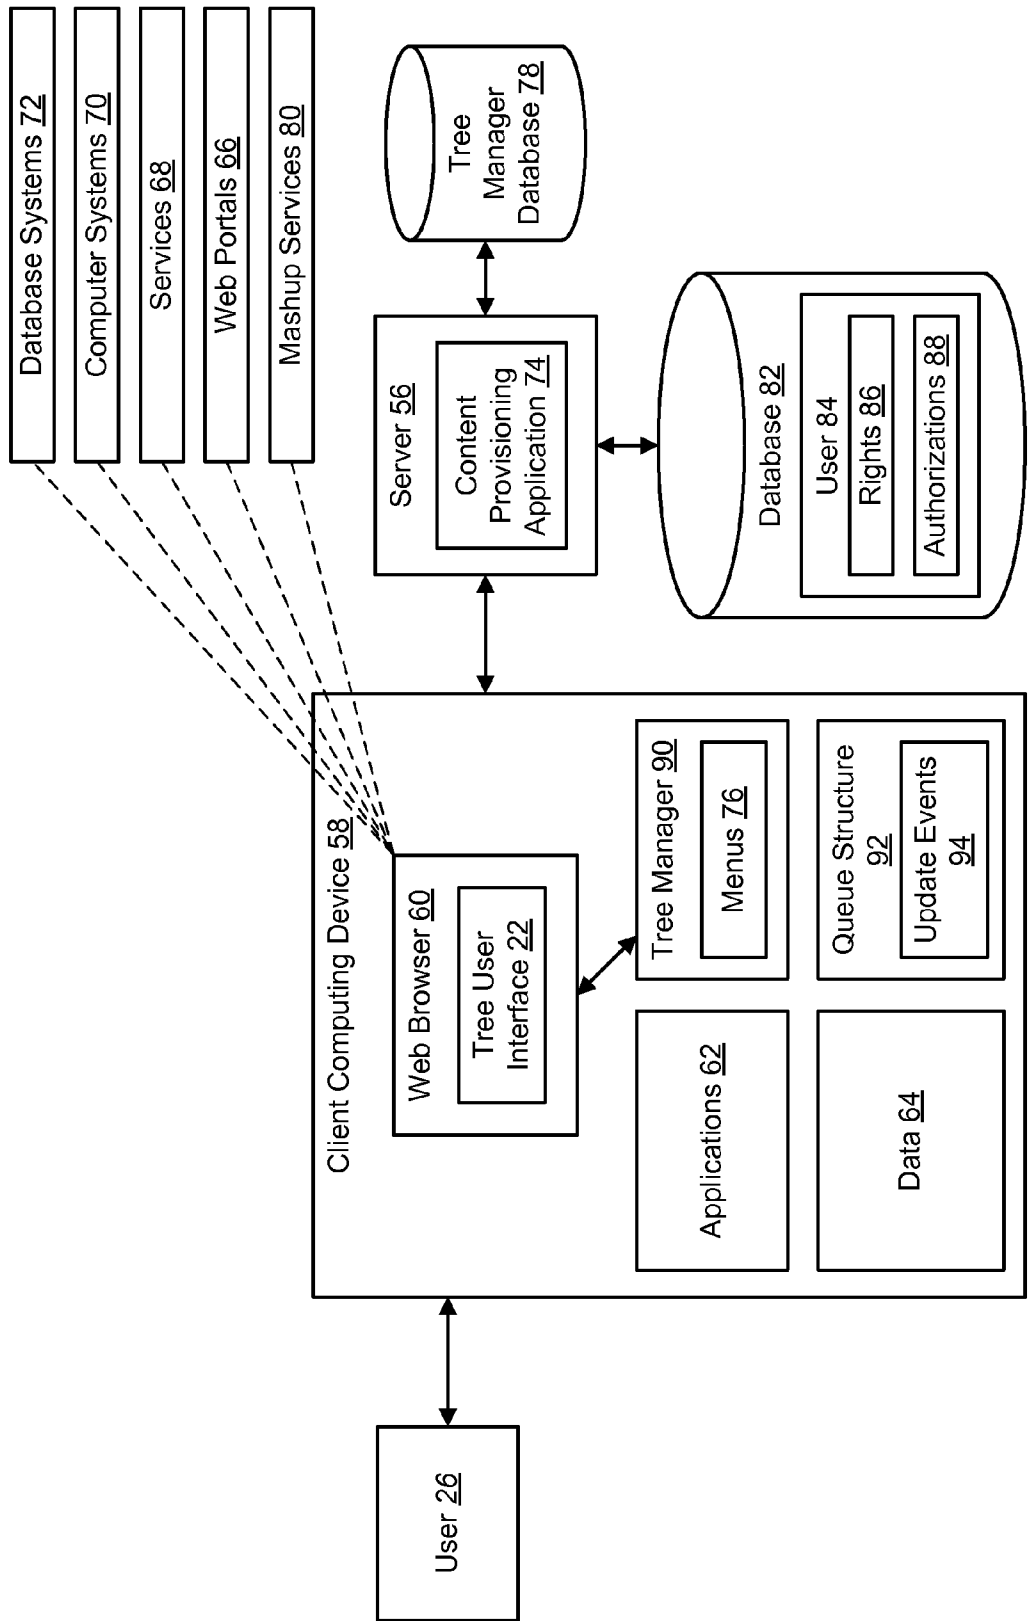 Database Systems 72
Computer Systems 70
Services 68
Web Portals 66
Mashup Services 80
Tree
Manager
Database 78
Server 56
Content
Provisioning
Application 74
Database 82
User 84
Rights 86
Authorizations 88
Client Computing Device 58
Web Browser 60
Tree User
Interface 22
Tree Manager 90
Menus 76
Queue Structure
92
Update Events
94
Applications 62
Data 64
User 26